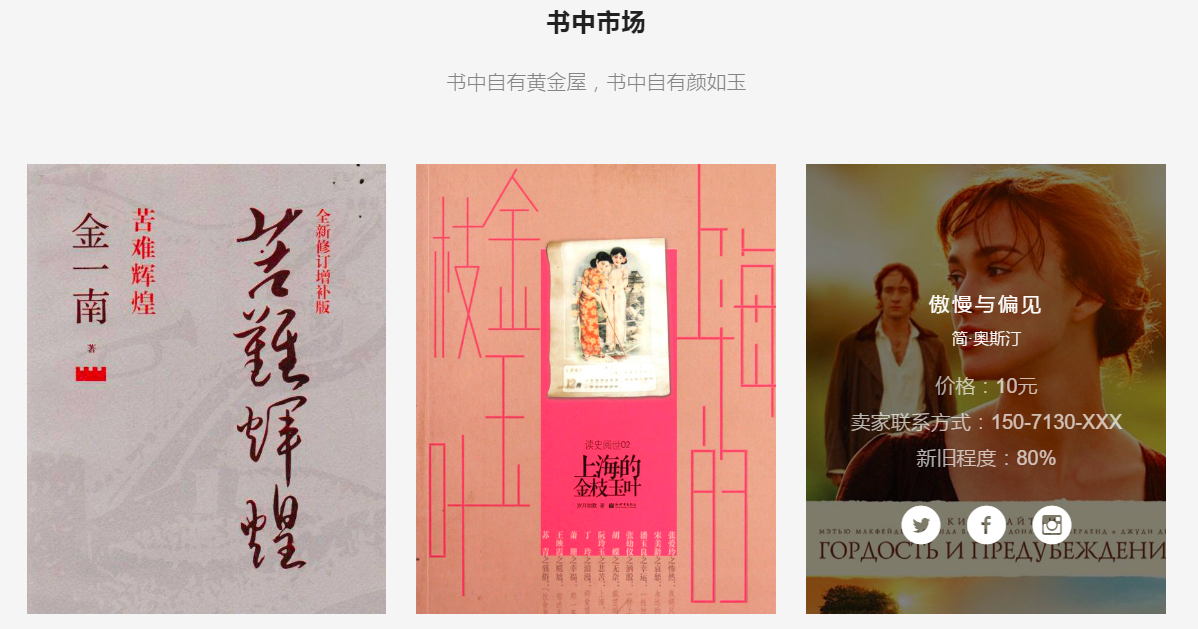 书中市场
书中自有黄金屋，书中自有颜如玉
金一南
著
苦难辉煌
苦難輝煌
全新修订增补版
上海的
金枝玉叶
读史阅世02
上海的
金枝玉叶
傲慢与偏见
简·奥斯汀
价格：10元
卖家联系方式：150-7130-XXX
新旧程度：80%
ГОРДОСТЬ И ПРЕДУБЕЖДЕНИ